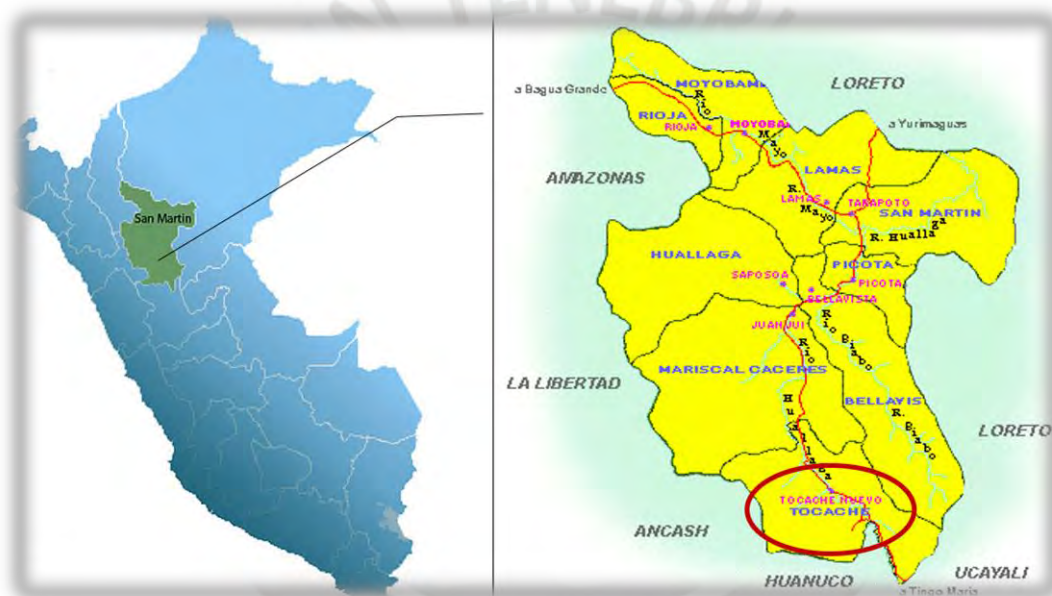 San Martin
LORETO
a Bagua Grande
a Yurimaguas
AMAZONAS
MOYOBAM
Rio
RIOJA
RIOJA
MOYOBA
Mayo
LAMAS
LAMAS
R.
Mayo
TARAPOTO
SAN MARTIN
R. Huallaga
HUALLAGA
PICOTA
SAPOSOA
PICOTA
BELLAVISTA
JUANJUI
Rio Biabo
Rio
MARISCAL CACERES
LA LIBERTAD
Huallaga
BELLAVIS
R. Biabo
LORETO
TOCACHE NUEVO
TOCACHE
ANCASH
HUANUCO
UCAYALI
a Tingo Maria